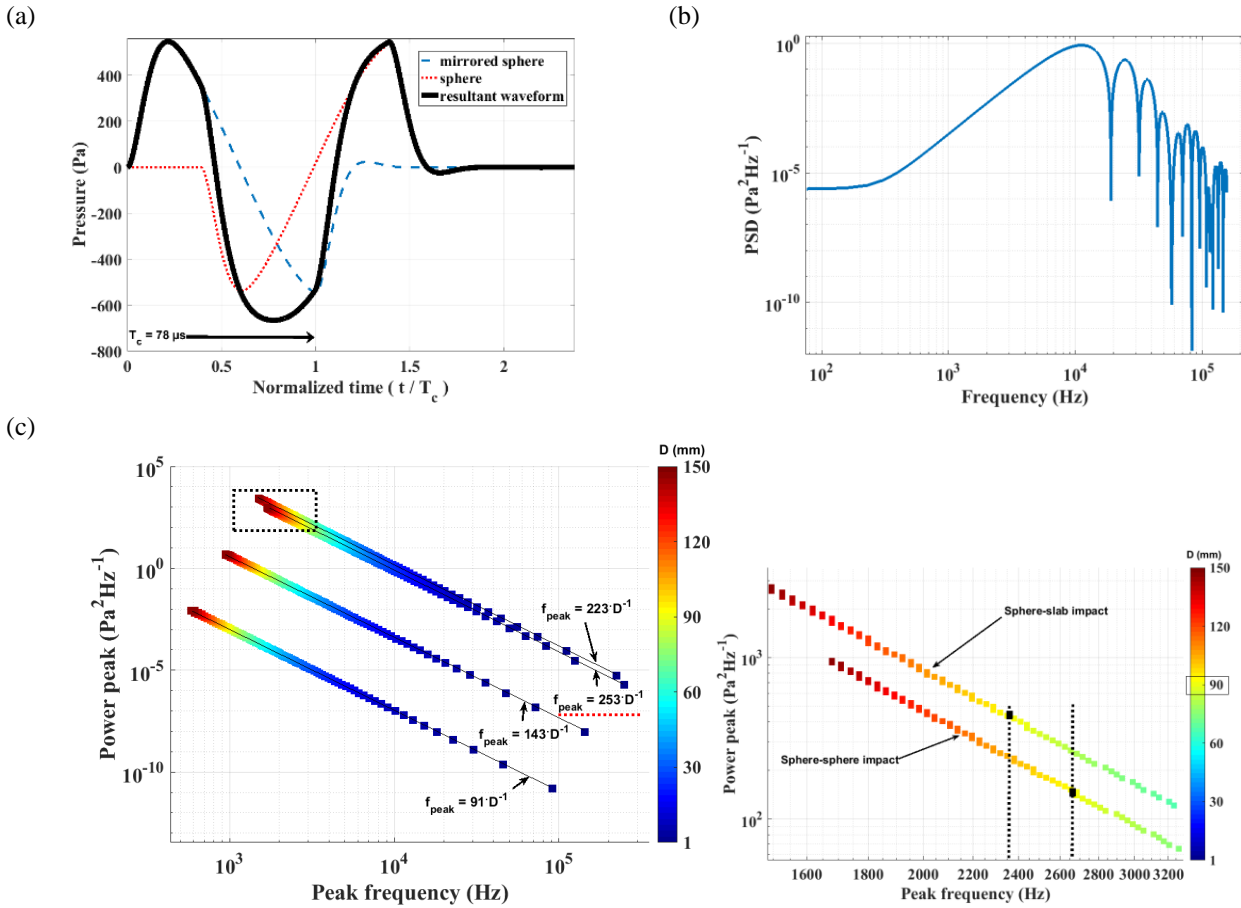 (a)
400
200
0
-200
-400
-600
-800
Pressure (Pa)
mirrored sphere
sphere
resultant waveform
T_c = 78 µs
0
0.5
1
1.5
2
Normalized time ( t / T_c )
(b)
10^0
10^-5
10^-10
PSD (Pa^2Hz^-1)
10^2
10^3
10^4
10^5
Frequency (Hz)
(c)
10^5
10^0
10^-5
10^-10
Power peak (Pa^2Hz^-1)
f_peak = 223·D^-1
f_peak = 253·D^-1
f_peak = 143·D^-1
f_peak = 91·D^-1
10^3
10^4
10^5
Peak frequency (Hz)
D (mm)
150
120
90
60
30
1
10^3
10^2
Power peak (Pa^2Hz^-1)
Sphere-slab impact
Sphere-sphere impact
1600
1800
2000
2200
2400
2600
2800
3000
3200
Peak frequency (Hz)
D (mm)
150
120
90
60
30
1